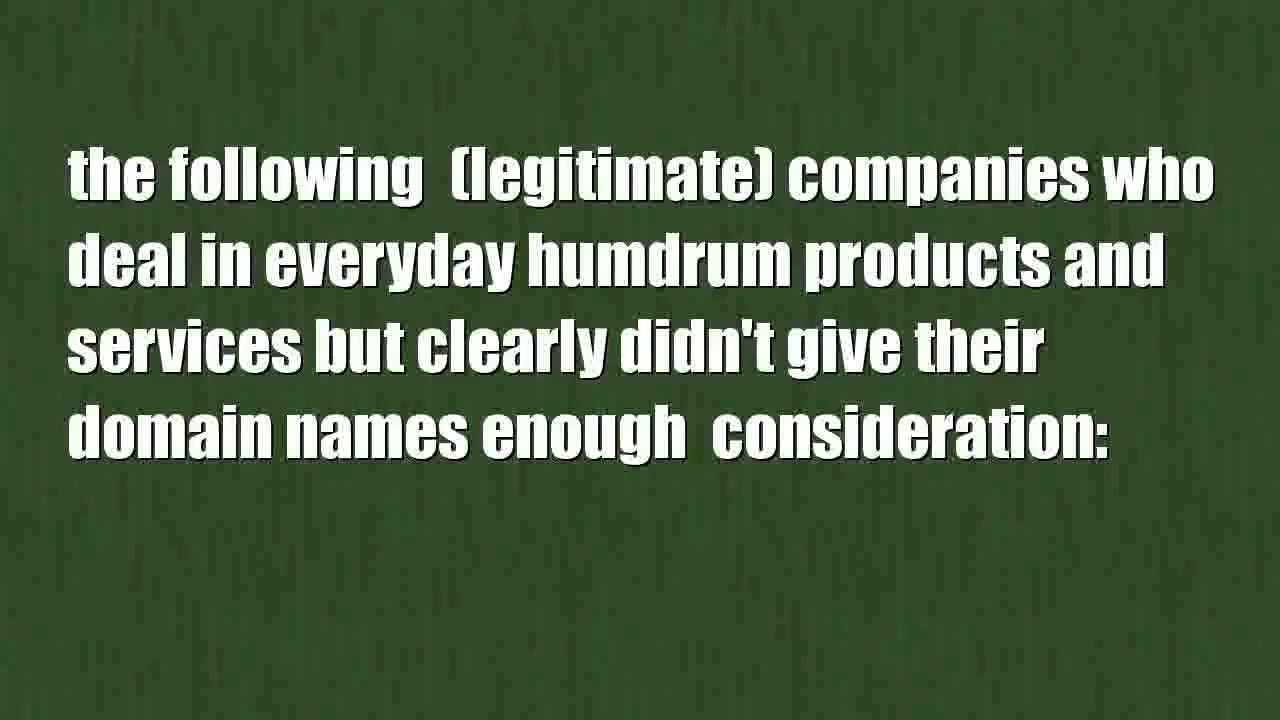 the following  (legitimate) companies who
deal in everyday humdrum products and
services but clearly didn't give their
domain names enough  consideration: